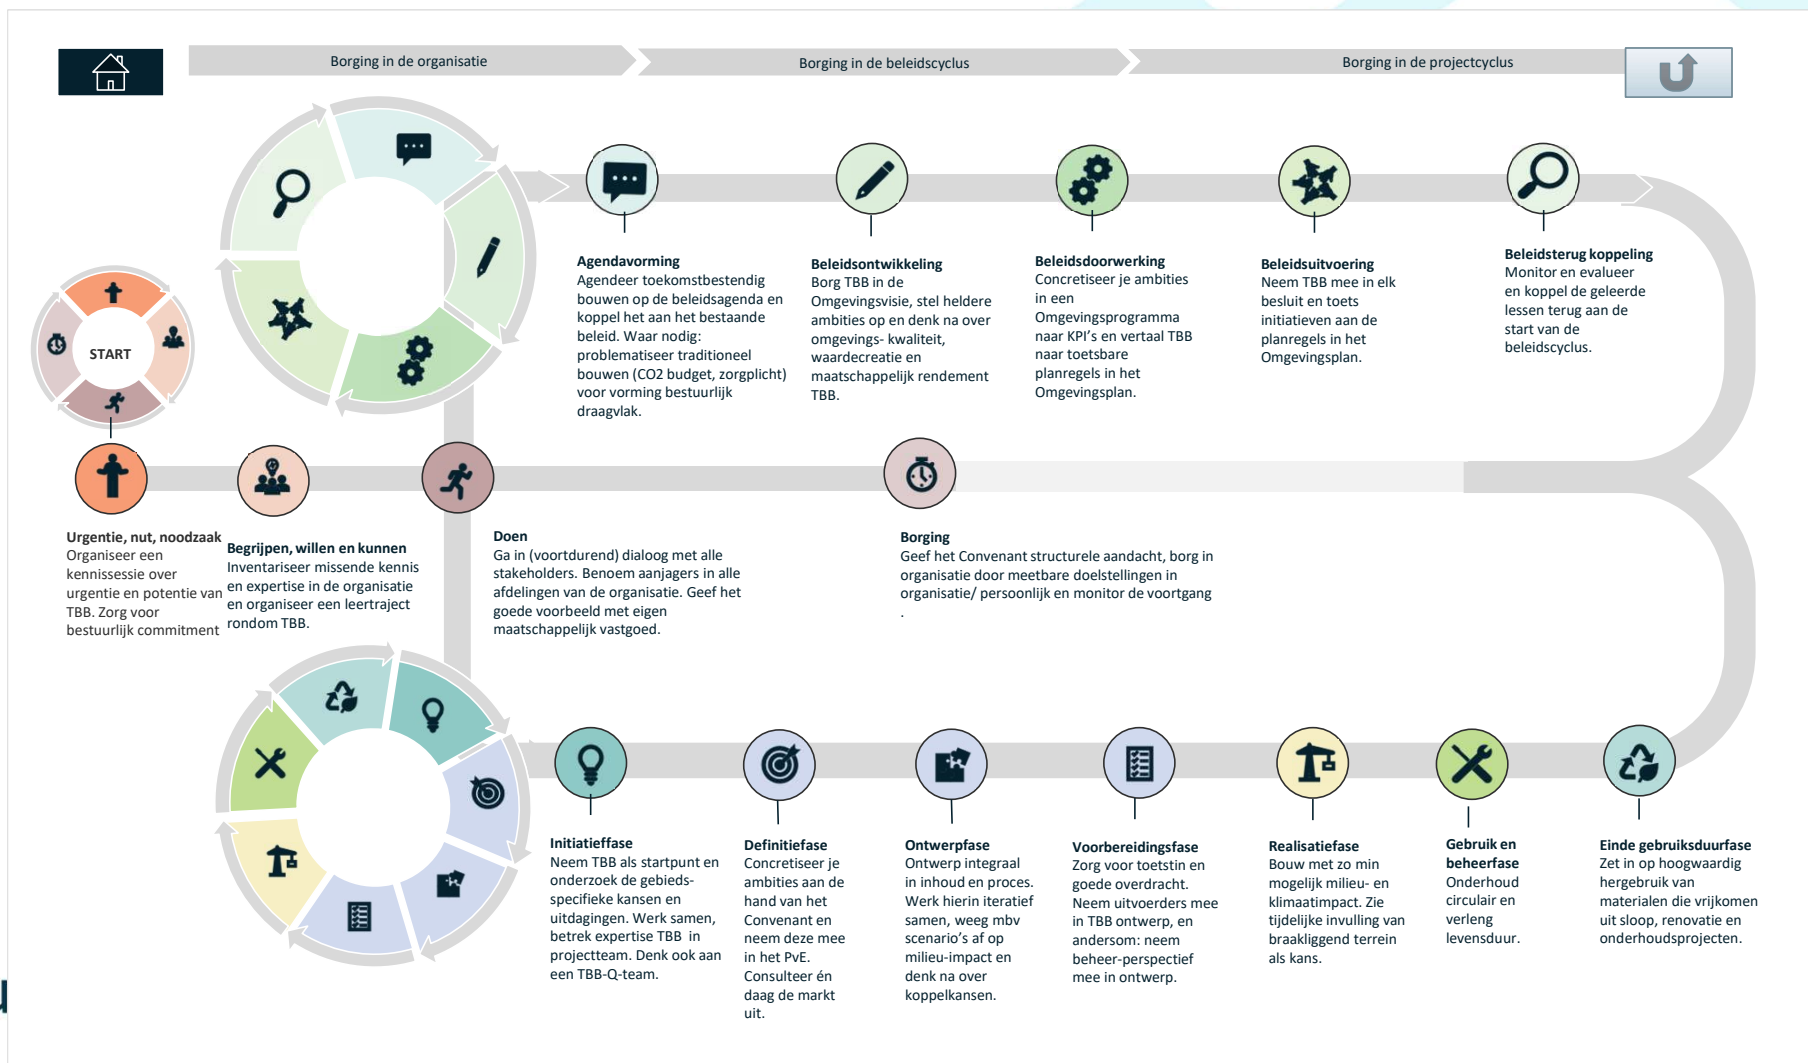 Borging in de organisatie
Borging in de beleidscyclus
Borging in de projectcyclus
START
Agendavorming
Agendeer toekomstbestendig
bouwen op de beleidsagenda en
koppel het aan het bestaande
beleid. Waar nodig:
problematiseer traditioneel
bouwen (CO2 budget, zorgplicht)
voor vorming bestuurlijk
draagvlak.
Beleidsontwikkeling
Borg TBB in de
Omgevingsvisie, stel heldere
ambities op en denk na over
omgevings- kwaliteit,
waardecreatie en
maatschappelijk rendement
TBB.
Beleidsdoorwerking
Concretiseer je ambities
in een
Omgevingsprogramma
naar KPI's en vertaal TBB
naar toetsbare
planregels in het
Omgevingsplan.
Beleidsuitvoering
Neem TBB mee in elk
besluit en toets
initiatieven aan de
planregels in het
Omgevingsplan.
Beleidsterug koppeling
Monitor en evalueer
en koppel de geleerde
lessen terug aan de
start van de
beleidscyclus.
Urgentie, nut, noodzaak
Organiseer een
kennissessie over
urgentie en potentie van
TBB. Zorg voor
bestuurlijk commitment
Begrijpen, willen en kunnen
Inventariseer missende kennis
en expertise in de organisatie
en organiseer een leertraject
rondom TBB.
Doen
Ga in (voortdurend) dialoog met alle
stakeholders. Benoem aanjagers in alle
afdelingen van de organisatie. Geef het
goede voorbeeld met eigen
maatschappelijk vastgoed.
Borging
Geef het Convenant structurele aandacht, borg in
organisatie door meetbare doelstellingen in
organisatie/ persoonlijk en monitor de voortgang
.
Initiatieffase
Neem TBB als startpunt en
onderzoek de gebieds-
specifieke kansen en
uitdagingen. Werk samen,
betrek expertise TBB in
projectteam. Denk ook aan
een TBB-Q-team.
Definitiefase
Concretiseer je
ambities aan de
hand van het
Convenant en
neem deze mee
in het PvE.
Consulteer én
daag de markt
uit.
Ontwerpfase
Ontwerp integraal
in inhoud en proces.
Werk hierin iteratief
samen, weeg mbv
scenario's af op
milieu-impact en
denk na over
koppelkansen.
Voorbereidingsfase
Zorg voor toetstin en
goede overdracht.
Neem uitvoerders mee
in TBB ontwerp, en
andersom: neem
beheer-perspectief
mee in ontwerp.
Realisatiefase
Bouw met zo min
mogelijk milieu- en
klimaatimpact. Zie
tijdelijke invulling van
braakliggend terrein
als kans.
Gebruik en
beheerfase
Onderhoud
circulair en
verleng
levensduur.
Einde gebruiksduurfase
Zet in op hoogwaardig
hergebruik van
materialen die vrijkomen
uit sloop, renovatie en
onderhoudsprojecten.